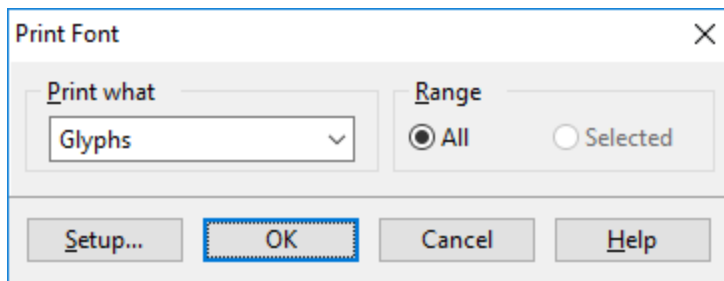 Print Font
Print what
Range
Glyphs
All
Selected
Setup...
OK
Cancel
Help